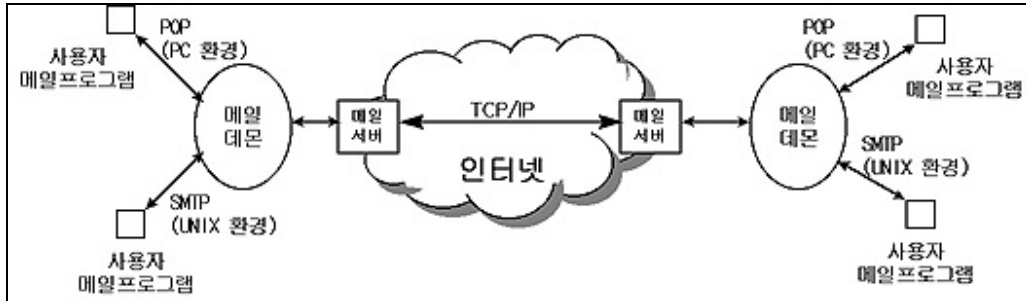 POP
(PC 환경)
사용자
메일프로그램
메일
데몬
SMTP
(UNIX 환경)
사용자
메일프로그램
메일
서버
TCP/IP
인터넷
메일
서버
메일
데몬
POP
(PC 환경)
사용자
메일프로그램
SMTP
(UNIX 환경)
사용자
메일프로그램